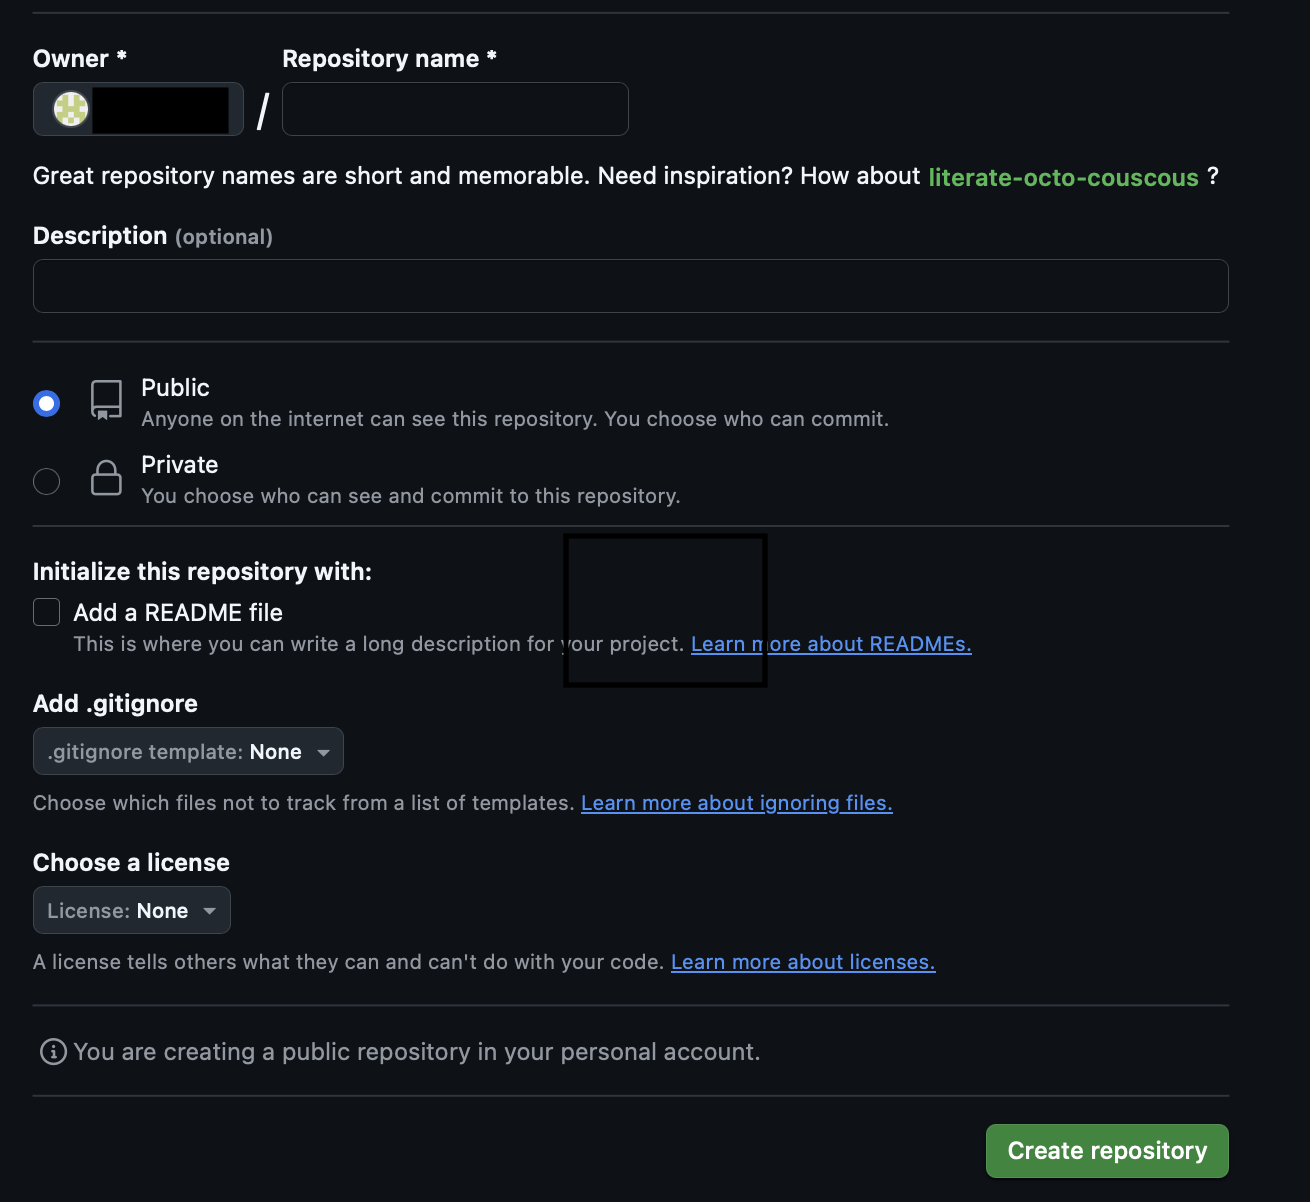 Owner * Repository name *
/
Great repository names are short and memorable. Need inspiration? How about literate-octo-couscous ?
Description (optional)
Public
Anyone on the internet can see this repository. You choose who can commit.
Private
You choose who can see and commit to this repository.
Initialize this repository with:
Add a README file
This is where you can write a long description for your project. Learn more about READMEs.
Add .gitignore
.gitignore template: None
Choose which files not to track from a list of templates. Learn more about ignoring files.
Choose a license
License: None
A license tells others what they can and can't do with your code. Learn more about licenses.
You are creating a public repository in your personal account.
Create repository